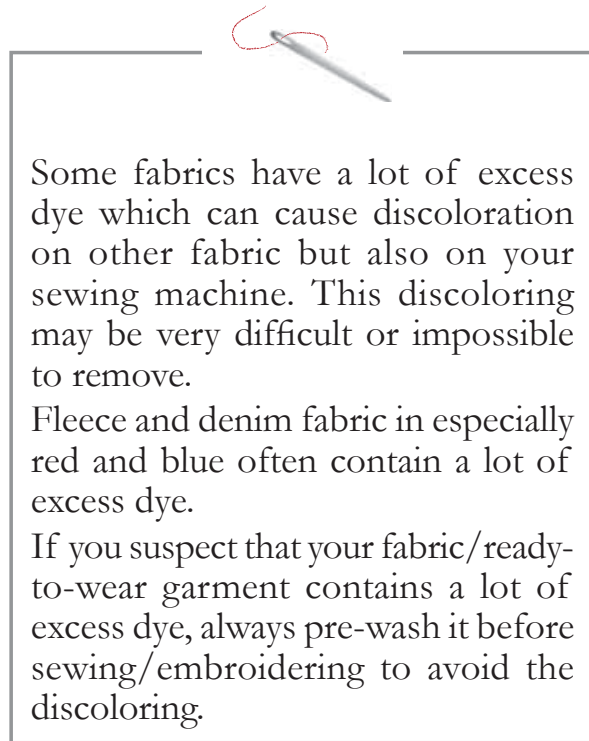 Some fabrics have a lot of excess
dye which can cause discoloration
on other fabric but also on your
sewing machine. This discoloring
may be very difficult or impossible
to remove.
Fleece and denim fabric in especially
red and blue often contain a lot of
excess dye.
If you suspect that your fabric/ready-
to-wear garment contains a lot of
excess dye, always pre-wash it before
sewing/embroidering to avoid the
discoloring.